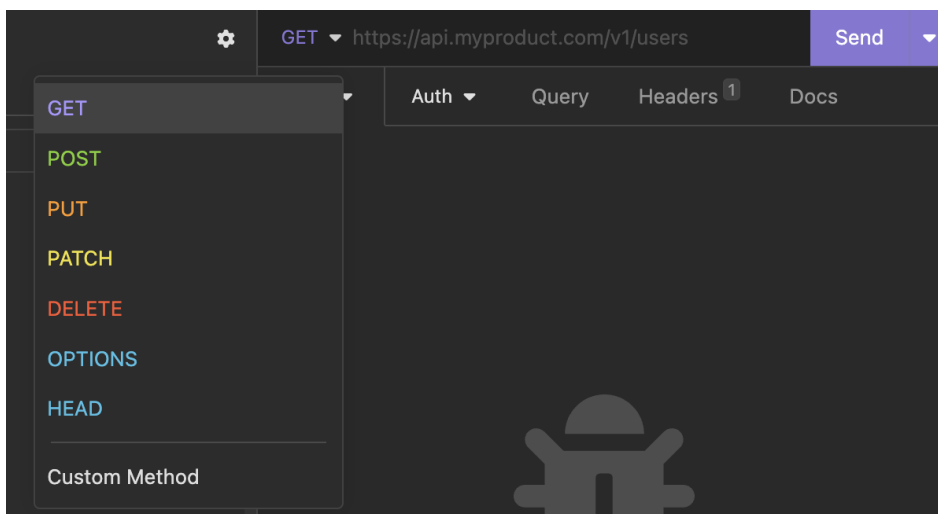 GET https://api.myproduct.com/v1/users Send
Auth Query Headers 1 Docs
GET
POST
PUT
PATCH
DELETE
OPTIONS
HEAD
Custom Method